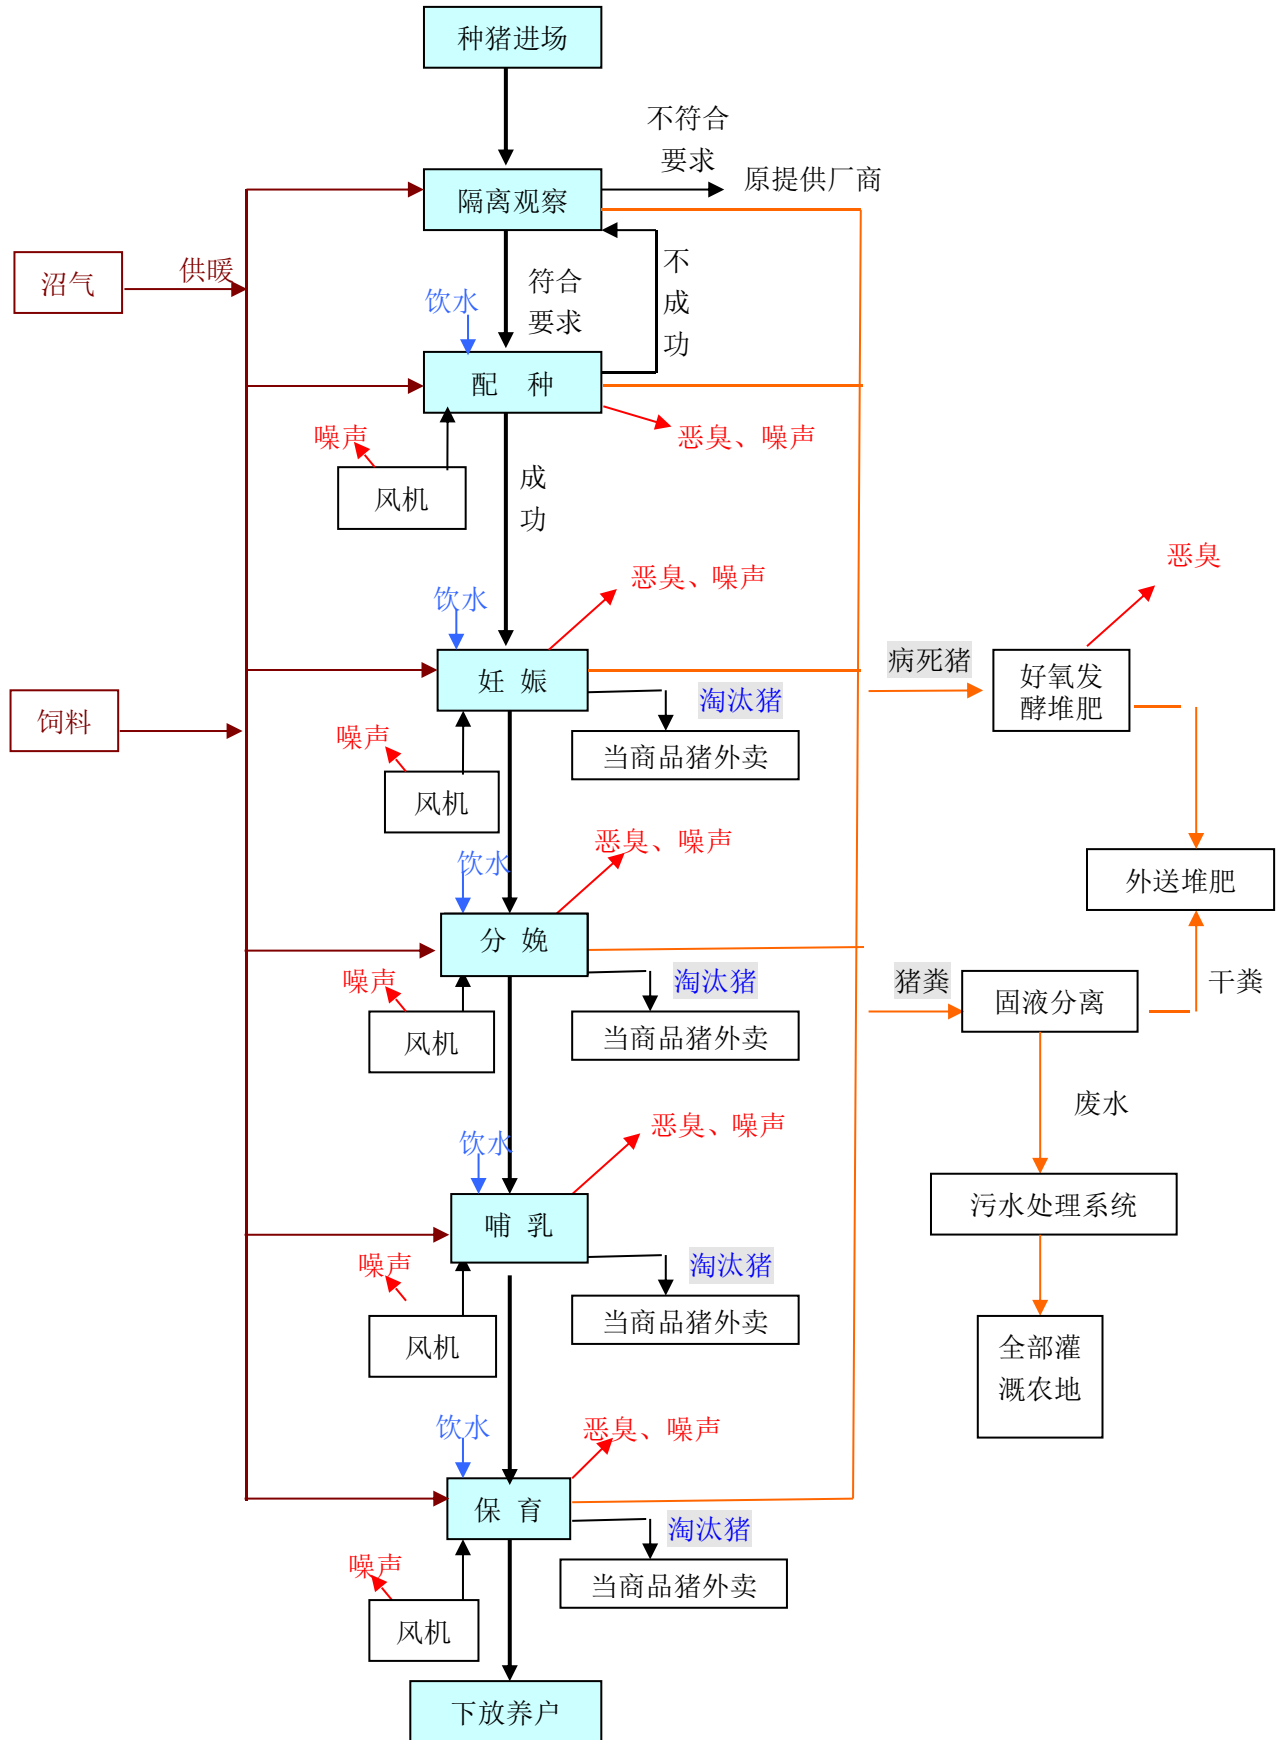 种猪进场
不符合
要求
原提供厂商
隔离观察
沼气
供暖
饮水
符合
要求
不
成
功
配 种
噪声
恶臭、噪声
风机
成
功
恶臭
饮水
恶臭、噪声
病死猪
好氧发
酵堆肥
妊 娠
淘汰猪
饲料
噪声
当商品猪外卖
风机
恶臭、噪声
饮水
外送堆肥
分 娩
噪声
淘汰猪
猪粪
固液分离
干粪
风机
当商品猪外卖
废水
饮水
恶臭、噪声
污水处理系统
哺 乳
噪声
淘汰猪
风机
当商品猪外卖
全部灌
溉农地
饮水
恶臭、噪声
保 育
淘汰猪
噪声
当商品猪外卖
风机
下放养户